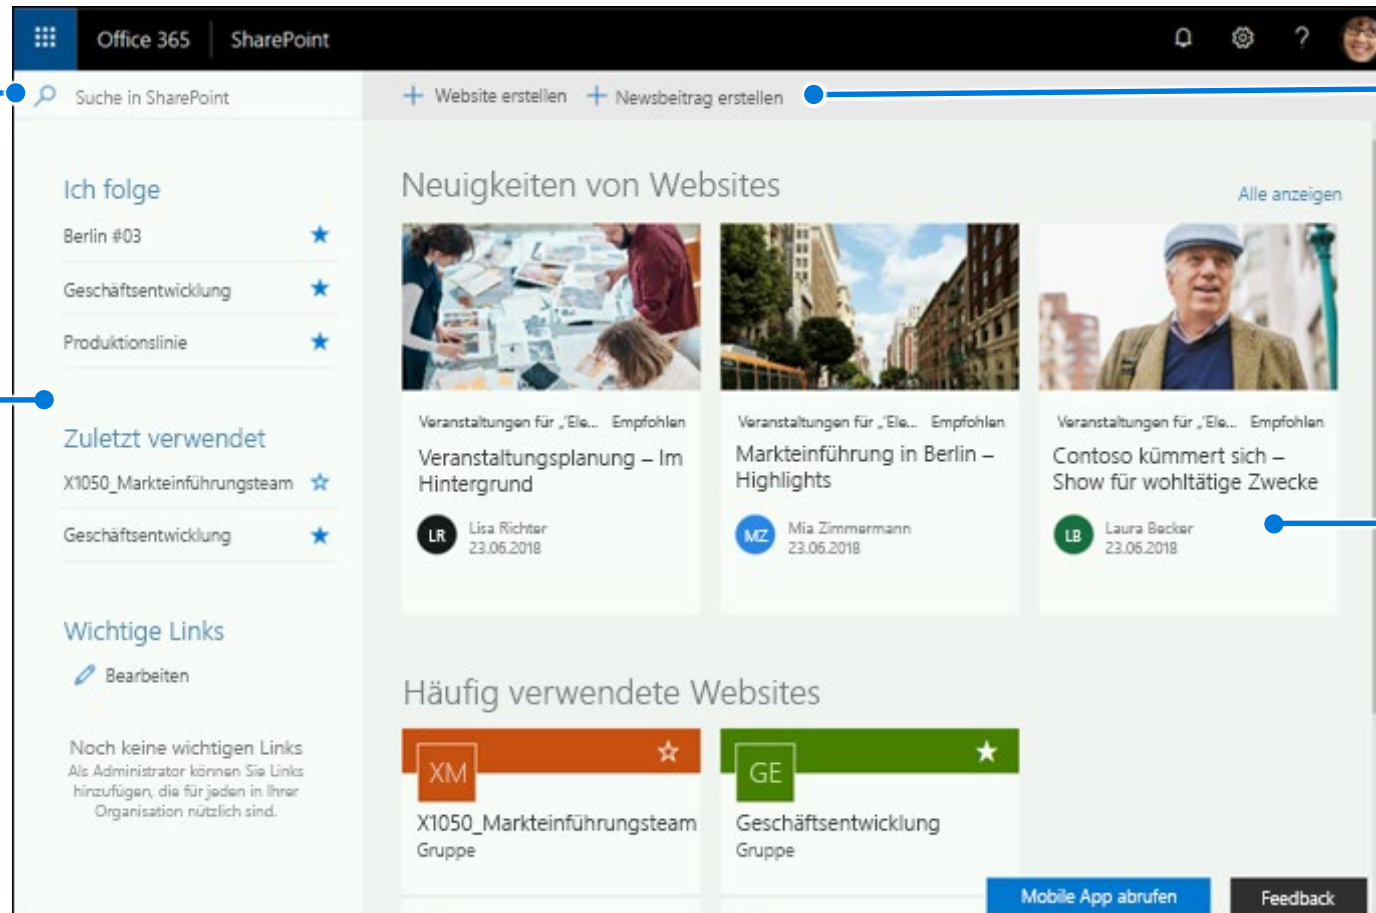 Office 365 SharePoint ?
Suche in SharePoint
+ Website erstellen + Newsbeitrag erstellen
Ich folge
Berlin #03
Geschäftsentwicklung
Produktionslinie
Zuletzt verwendet
X1050_Markteinführungsteam
Geschäftsentwicklung
Wichtige Links
Bearbeiten
Noch keine wichtigen Links
Als Administrator können Sie Links
hinzufügen, die für jeden in Ihrer
Organisation nützlich sind.
Neuigkeiten von Websites
Alle anzeigen
Veranstaltungen für „"Ele... Empfohlen
Veranstaltungsplanung – Im
Hintergrund
LR
Lisa Richter
23.06.2018
Veranstaltungen für „"Ele... Empfohlen
Markteinführung in Berlin –
Highlights
MZ
Mia Zimmermann
23.06.2018
Veranstaltungen für „"Ele... Empfohlen
Contoso kümmert sich –
Show für wohltätige Zwecke
LB
Laura Becker
23.06.2018
Häufig verwendete Websites
XM
X1050_Markteinführungsteam
Gruppe
GE
Geschäftsentwicklung
Gruppe
Mobile App abrufen
Feedback